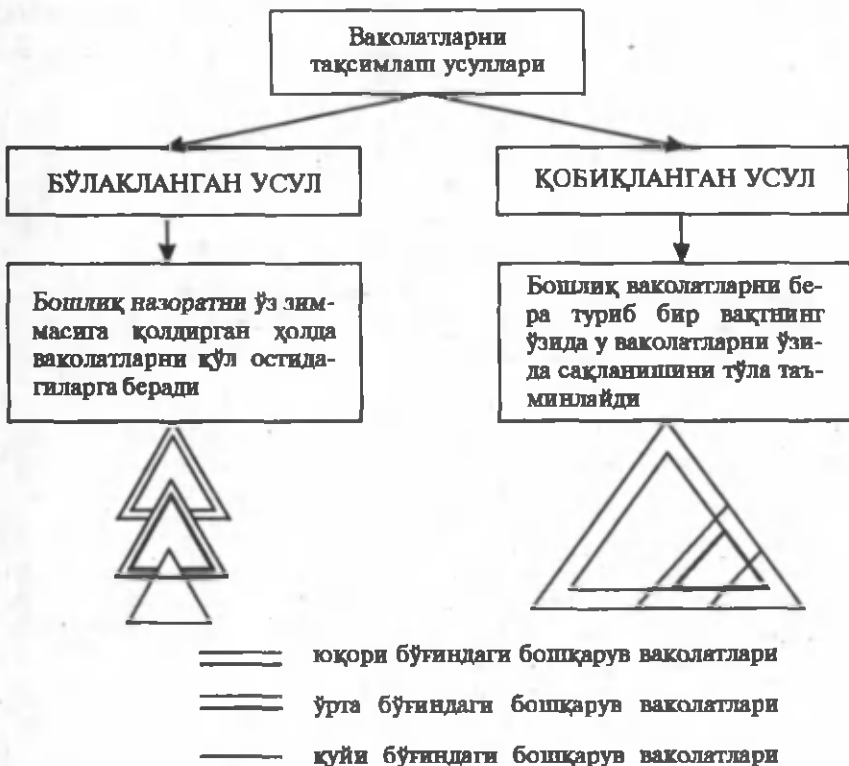 Ваколатларни
тақсимлаш усуллари
БЎЛАКЛАНГАН УСУЛ
ҚОБИҚЛАНГАН УСУЛ
Бошлиқ назоратни ўз зим-
масига қолдирган ҳолда
ваколатларни қўл остида-
гиларга беради
Бошлиқ ваколатларни бе-
ра туриб бир вақтнинг
ўзида у ваколатларни ўзи-
да сақланишини тўла таъ-
минлайди
юқори бўғиндаги бошқарув ваколатлари
ўрта бўғиндаги бошқарув ваколатлари
қуйи бўғиндаги бошқарув ваколатлари